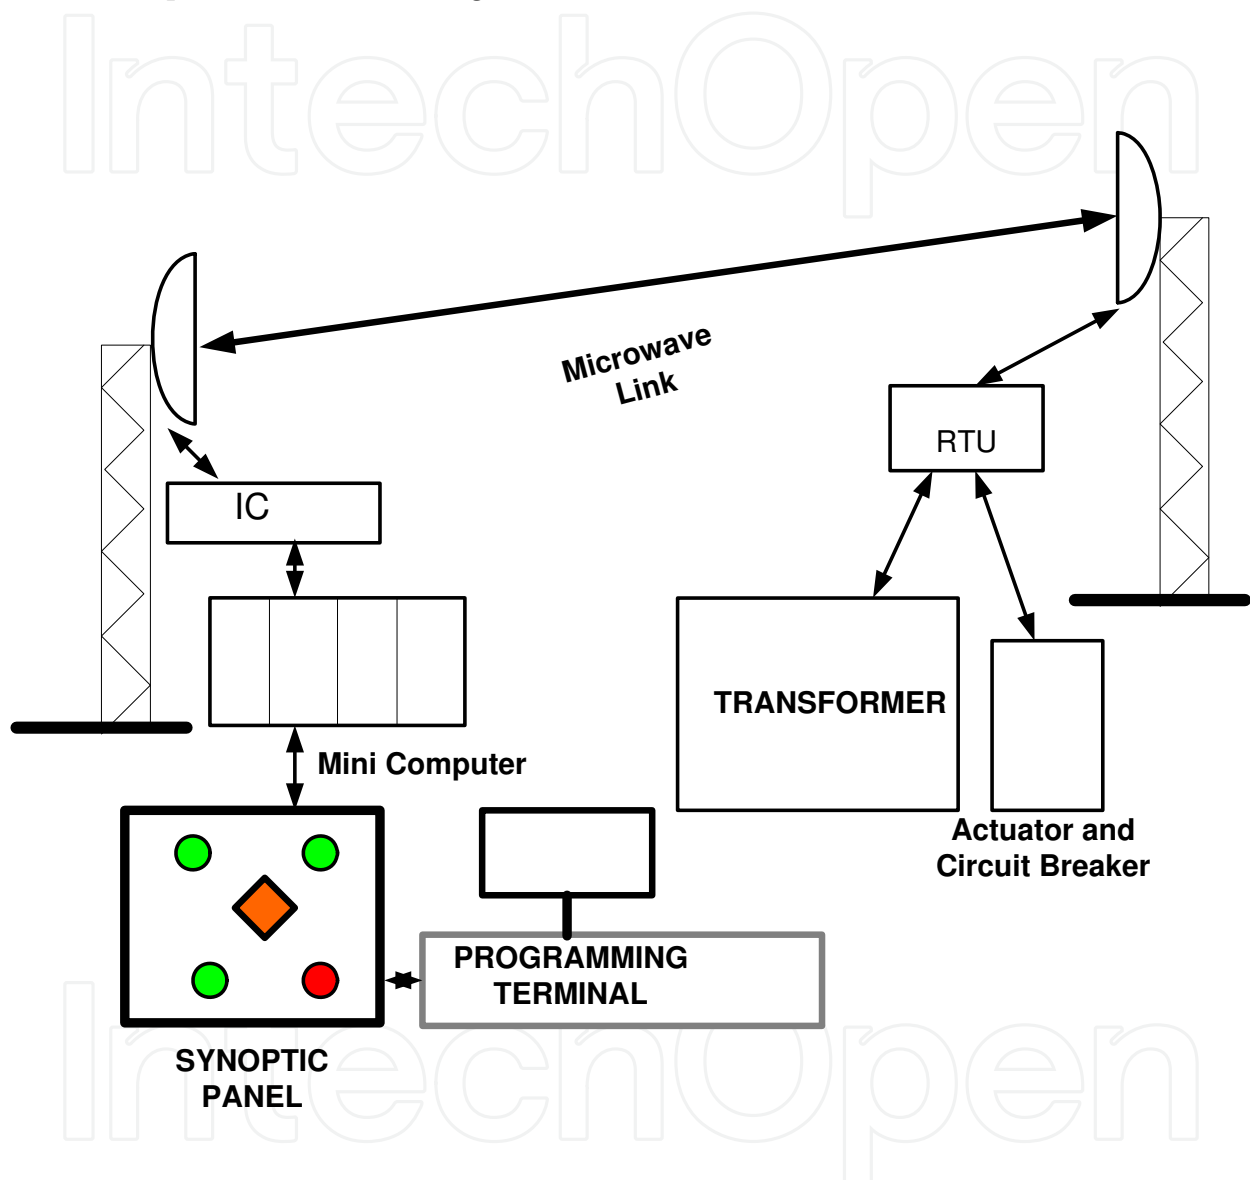 IntechOpen
Microwave
Link
RTU
IC
TRANSFORMER
Mini Computer
Actuator and
Circuit Breaker
PROGRAMMING
TERMINAL
SYNOPTIC
PANEL
IntechOpen